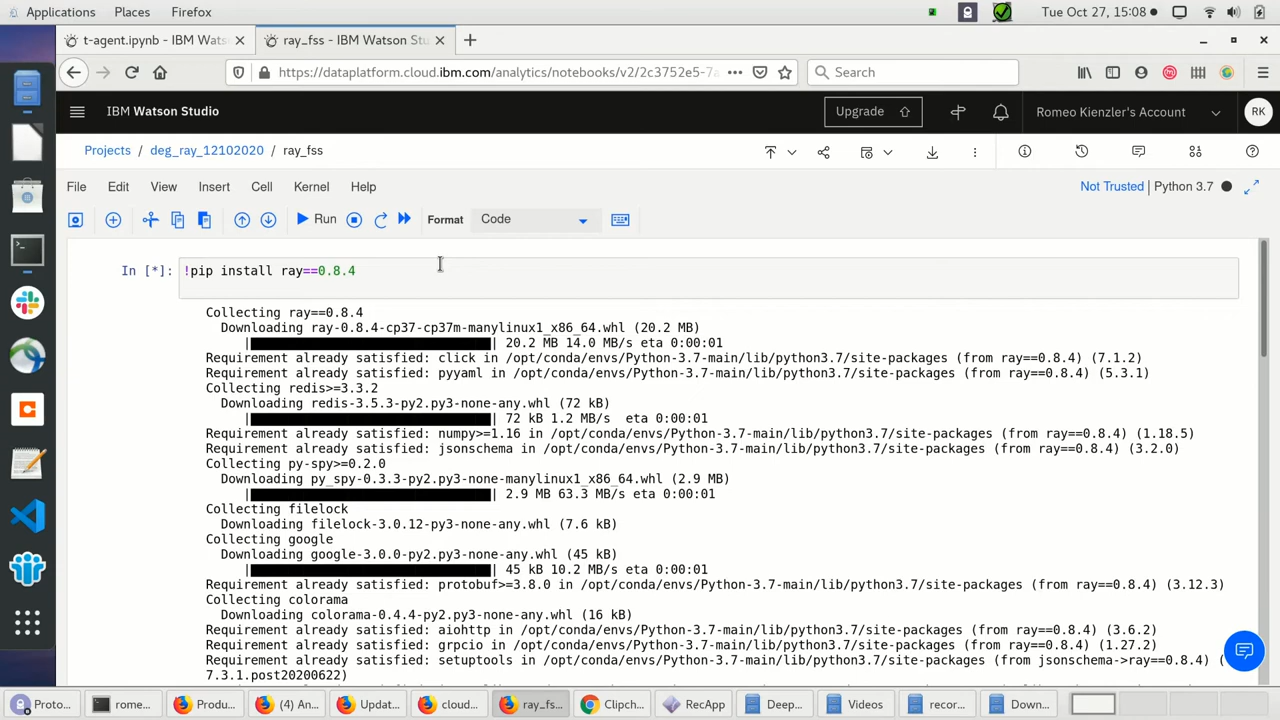 Applications Places Firefox Tue Oct 27, 15:08
t-agent.ipynb - IBM Wats ray_fss - IBM Watson Stu
https://dataplatform.cloud.ibm.com/analytics/notebooks/v2/2c3752e5-7a Search
IBM Watson Studio Upgrade Romeo Kienzler's Account RK
Projects / deg_ray_12102020 / ray_fss
File Edit View Insert Cell Kernel Help Not Trusted | Python 3.7
Run Format Code
In [*]: !pip install ray==0.8.4
Collecting ray==0.8.4
Downloading ray-0.8.4-cp37-cp37m-manylinux1_x86_64.whl (20.2 MB)
| | 20.2 MB 14.0 MB/s eta 0:00:01
Requirement already satisfied: click in /opt/conda/envs/Python-3.7-main/lib/python3.7/site-packages (from ray==0.8.4) (7.1.2)
Requirement already satisfied: pyyaml in /opt/conda/envs/Python-3.7-main/lib/python3.7/site-packages (from ray==0.8.4) (5.3.1)
Collecting redis>=3.3.2
Downloading redis-3.5.3-py2.py3-none-any.whl (72 kB)
| | 72 kB 1.2 MB/s eta 0:00:01
Requirement already satisfied: numpy>=1.16 in /opt/conda/envs/Python-3.7-main/lib/python3.7/site-packages (from ray==0.8.4) (1.18.5)
Requirement already satisfied: jsonschema in /opt/conda/envs/Python-3.7-main/lib/python3.7/site-packages (from ray==0.8.4) (3.2.0)
Collecting py-spy>=0.2.0
Downloading py_spy-0.3.3-py2.py3-none-manylinux1_x86_64.whl (2.9 MB)
| | 2.9 MB 63.3 MB/s eta 0:00:01
Collecting filelock
Downloading filelock-3.0.12-py3-none-any.whl (7.6 kB)
Collecting google
Downloading google-3.0.0-py2.py3-none-any.whl (45 kB)
| | 45 kB 10.2 MB/s eta 0:00:01
Requirement already satisfied: protobuf>=3.8.0 in /opt/conda/envs/Python-3.7-main/lib/python3.7/site-packages (from ray==0.8.4) (3.12.3)
Collecting colorama
Downloading colorama-0.4.4-py2.py3-none-any.whl (16 kB)
Requirement already satisfied: aiohttp in /opt/conda/envs/Python-3.7-main/lib/python3.7/site-packages (from ray==0.8.4) (3.6.2)
Requirement already satisfied: grpcio in /opt/conda/envs/Python-3.7-main/lib/python3.7/site-packages (from ray==0.8.4) (1.27.2)
Requirement already satisfied: setuptools in /opt/conda/envs/Python-3.7-main/lib/python3.7/site-packages (from jsonschema->ray==0.8.4) (
7.3.1.post20200622)
Proto... rome... Produ... (4) In... Updat... cloud... ray_fs... Clipch... RecApp Deep... Videos recor... Down...